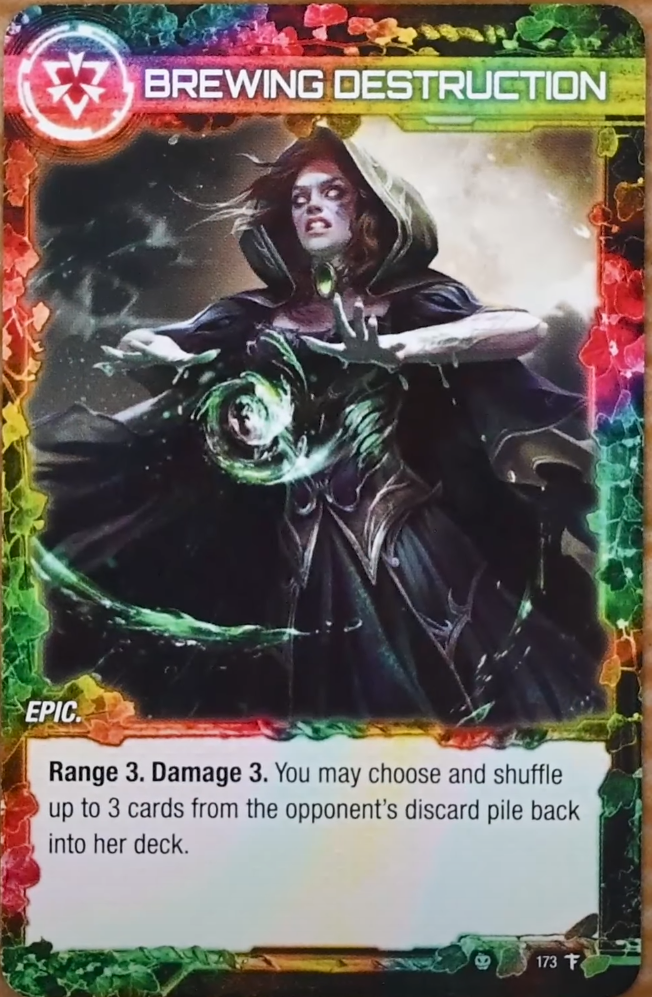 BREWING DESTRUCTION
EPIC.
Range 3. Damage 3. You may choose and shuffle
up to 3 cards from the opponent's discard pile back
into her deck.
173